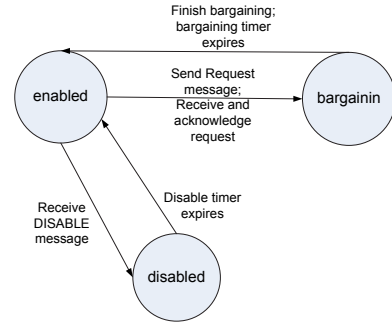 Finish bargaining;
bargaining timer
expires
Send Request
message;
Receive and
acknowledge
request
enabled
bargainin
Disable timer
expires
Receive
DISABLE
message
disabled